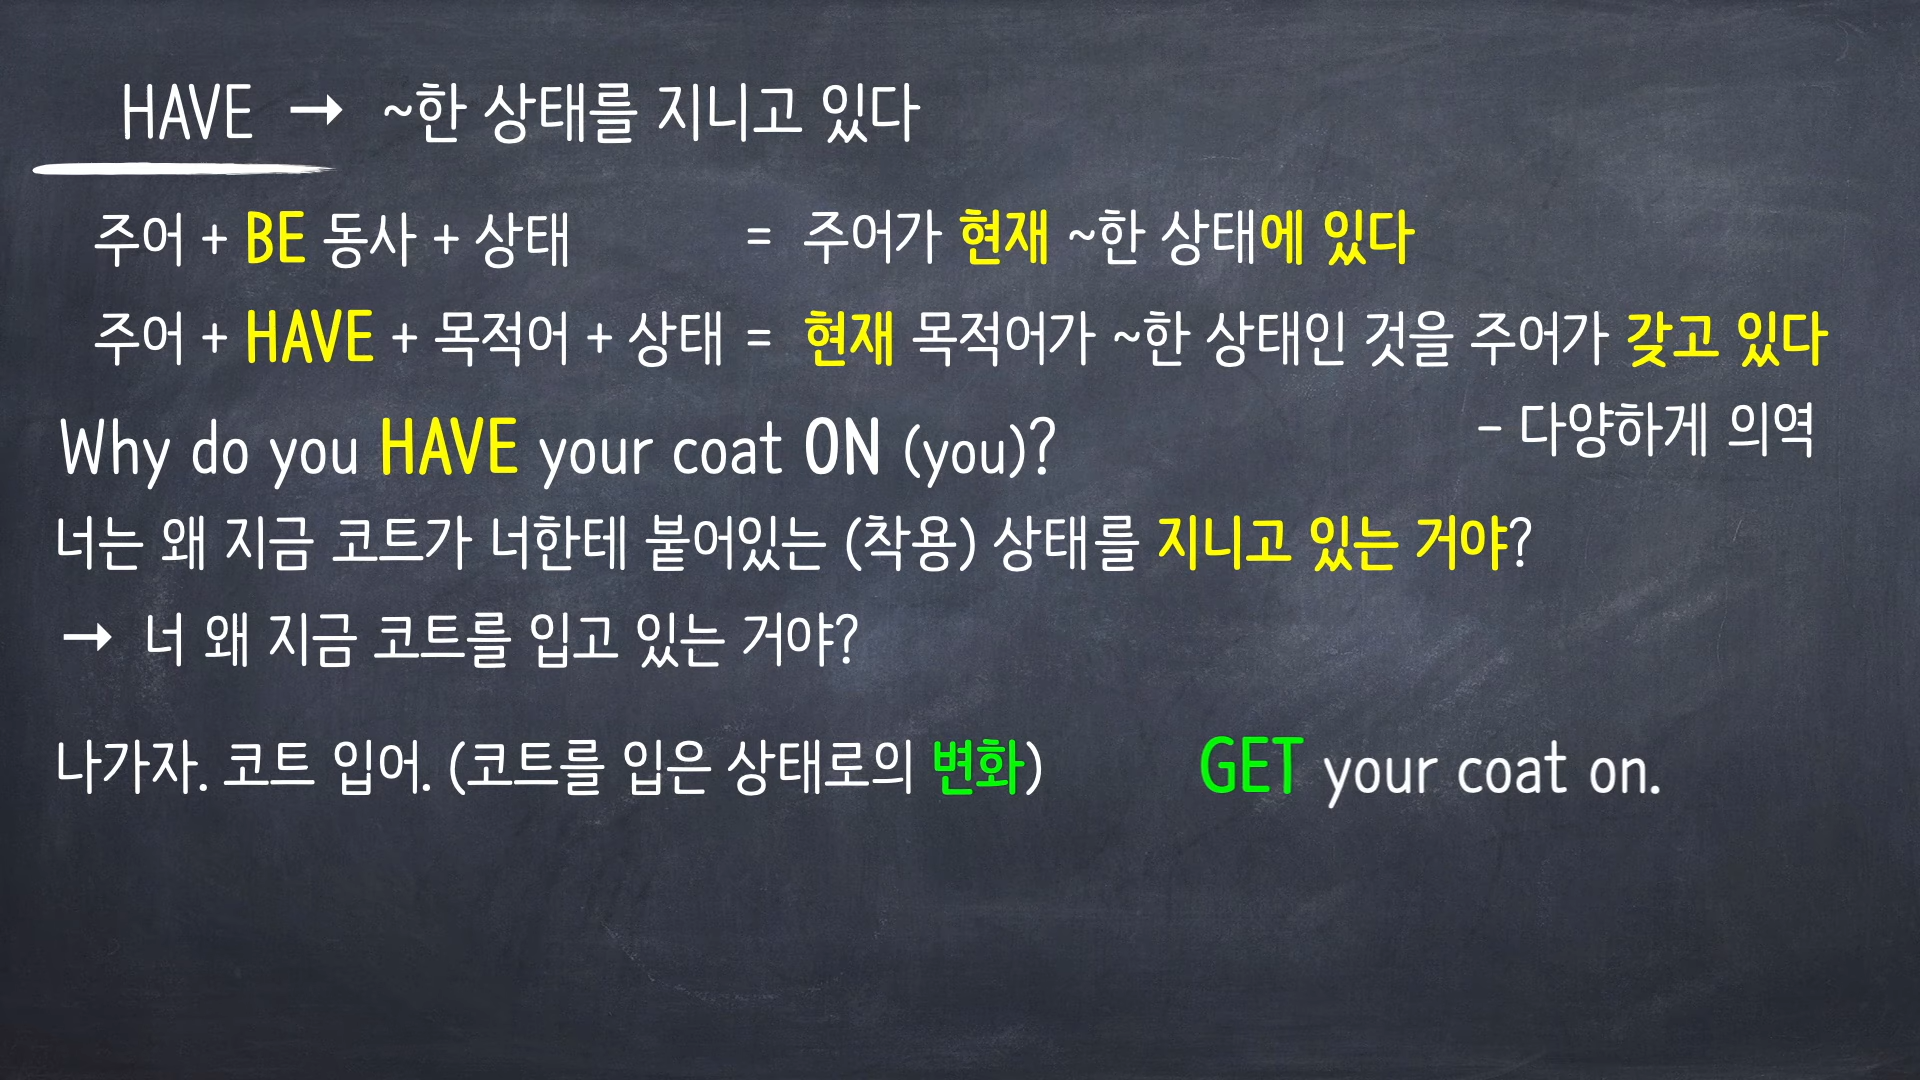 HAVE → ~한 상태를 지니고 있다
주어 + BE 동사 + 상태 = 주어가 현재 ~한 상태에 있다
주어 + HAVE + 목적어 + 상태 = 현재 목적어가 ~한 상태인 것을 주어가 갖고 있다
- 다양하게 의역
Why do you HAVE your coat ON (you)?
너는 왜 지금 코트가 너한테 붙어있는 (착용) 상태를 지니고 있는 거야?
→ 너 왜 지금 코트를 입고 있는 거야?
나가자. 코트 입어. (코트를 입은 상태로의 변화) GET your coat on.